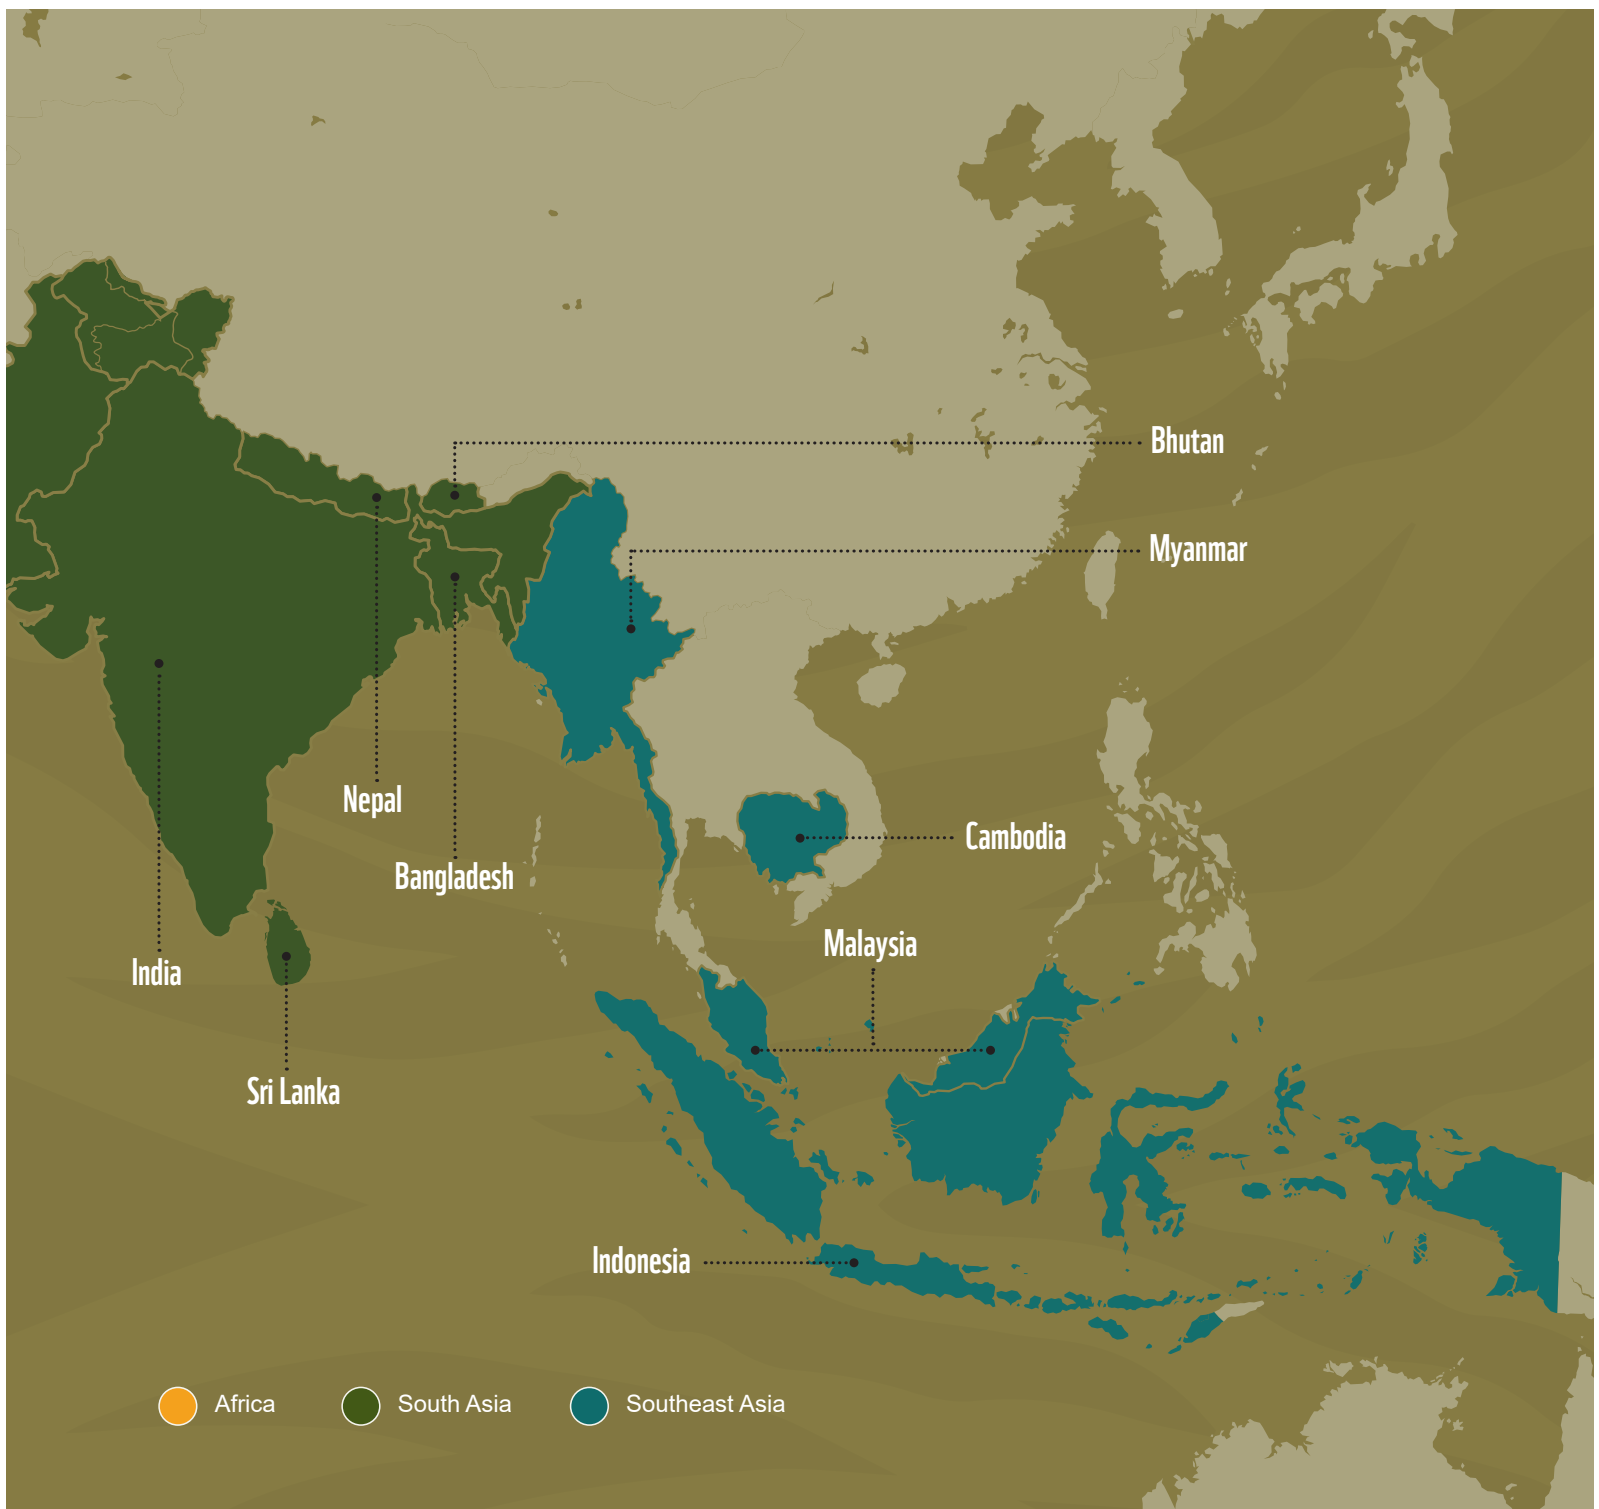 Bhutan
Myanmar
Nepal
Cambodia
Bangladesh
Malaysia
India
Sri Lanka
Indonesia
Africa
South Asia
Southeast Asia